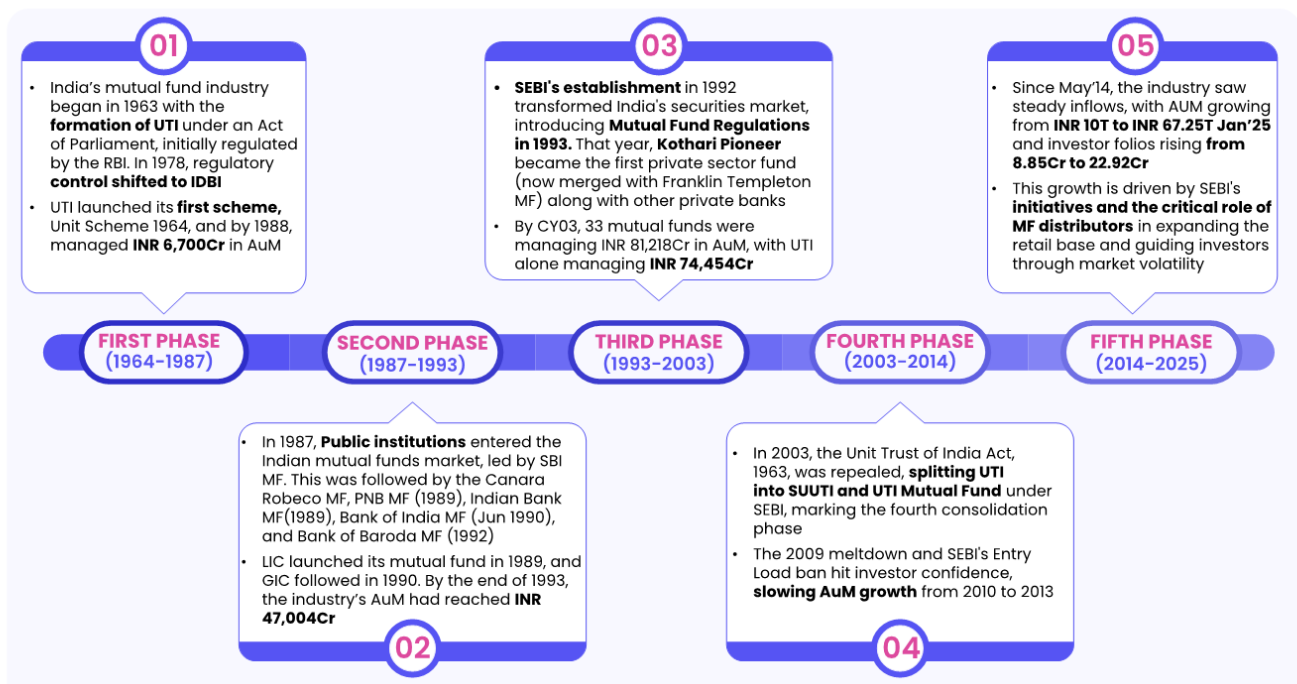 01
• India's mutual fund industry
began in 1963 with the
formation of UTI under an Act
of Parliament, initially regulated
by the RBI. In 1978, regulatory
control shifted to IDBI
• UTI launched its first scheme,
Unit Scheme 1964, and by 1988,
managed INR 6,700Cr in AuM
03
• SEBI's establishment in 1992
transformed India's securities market,
introducing Mutual Fund Regulations
in 1993. That year, Kothari Pioneer
became the first private sector fund
(now merged with Franklin Templeton
MF) along with other private banks
• By CY03, 33 mutual funds were
managing INR 81,218Cr in AuM, with UTI
alone managing INR 74,454Cr
05
• Since May'14, the industry saw
steady inflows, with AUM growing
from INR 10T to INR 67.25T Jan'25
and investor folios rising from
8.85Cr to 22.92Cr
• This growth is driven by SEBI's
initiatives and the critical role of
MF distributors in expanding the
retail base and guiding investors
through market volatility
FIRST PHASE
(1964-1987)
SECOND PHASE
(1987-1993)
THIRD PHASE
(1993-2003)
FOURTH PHASE
(2003-2014)
FIFTH PHASE
(2014-2025)
• In 1987, Public institutions entered the
Indian mutual funds market, led by SBI
MF. This was followed by the Canara
Robeco MF, PNB MF (1989), Indian Bank
MF(1989), Bank of India MF (Jun 1990),
and Bank of Baroda MF (1992)
• LIC launched its mutual fund in 1989, and
GIC followed in 1990. By the end of 1993,
the industry's AuM had reached INR
47,004Cr
02
• In 2003, the Unit Trust of India Act,
1963, was repealed, splitting UTI
into SUUTI and UTI Mutual Fund under
SEBI, marking the fourth consolidation
phase
• The 2009 meltdown and SEBI's Entry
Load ban hit investor confidence,
slowing AuM growth from 2010 to 2013
04